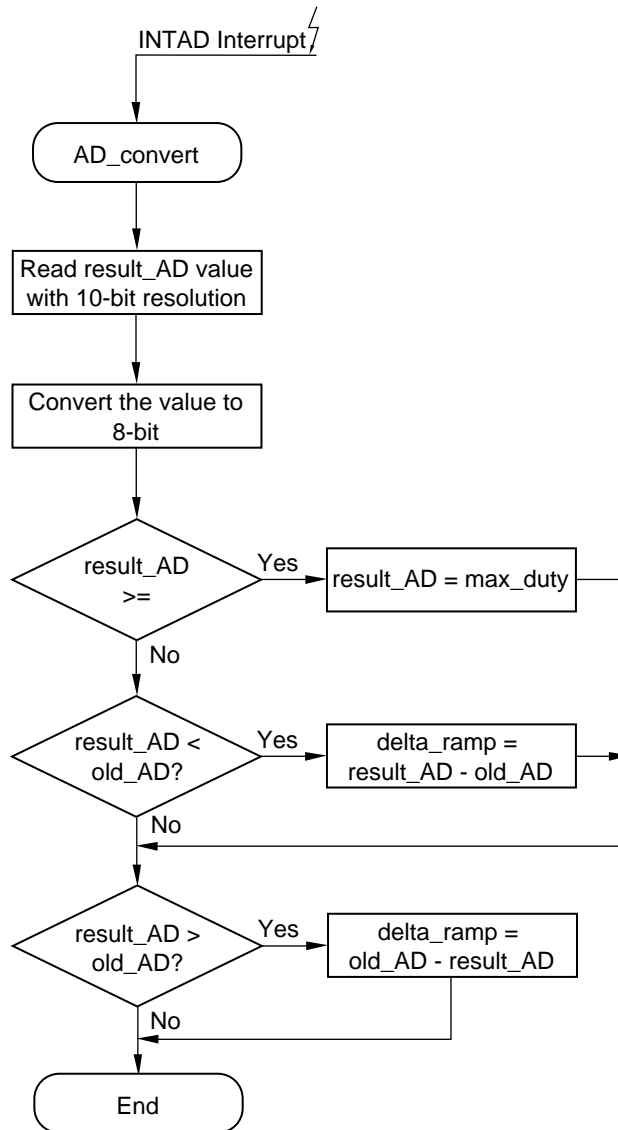 INTAD Interrupt
AD_convert
Read result_AD value
with 10-bit resolution
Convert the value to
8-bit
result_AD
>=
Yes
result_AD = max_duty
No
result_AD <
old_AD?
Yes
delta_ramp =
result_AD - old_AD
No
result_AD >
old_AD?
Yes
delta_ramp =
old_AD - result_AD
No
End